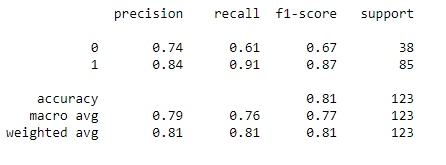 precision recall f1-score support
0 0.74 0.61 0.67 38
1 0.84 0.91 0.87 85
accuracy 0.81 123
macro avg 0.79 0.76 0.77 123
weighted avg 0.81 0.81 0.81 123